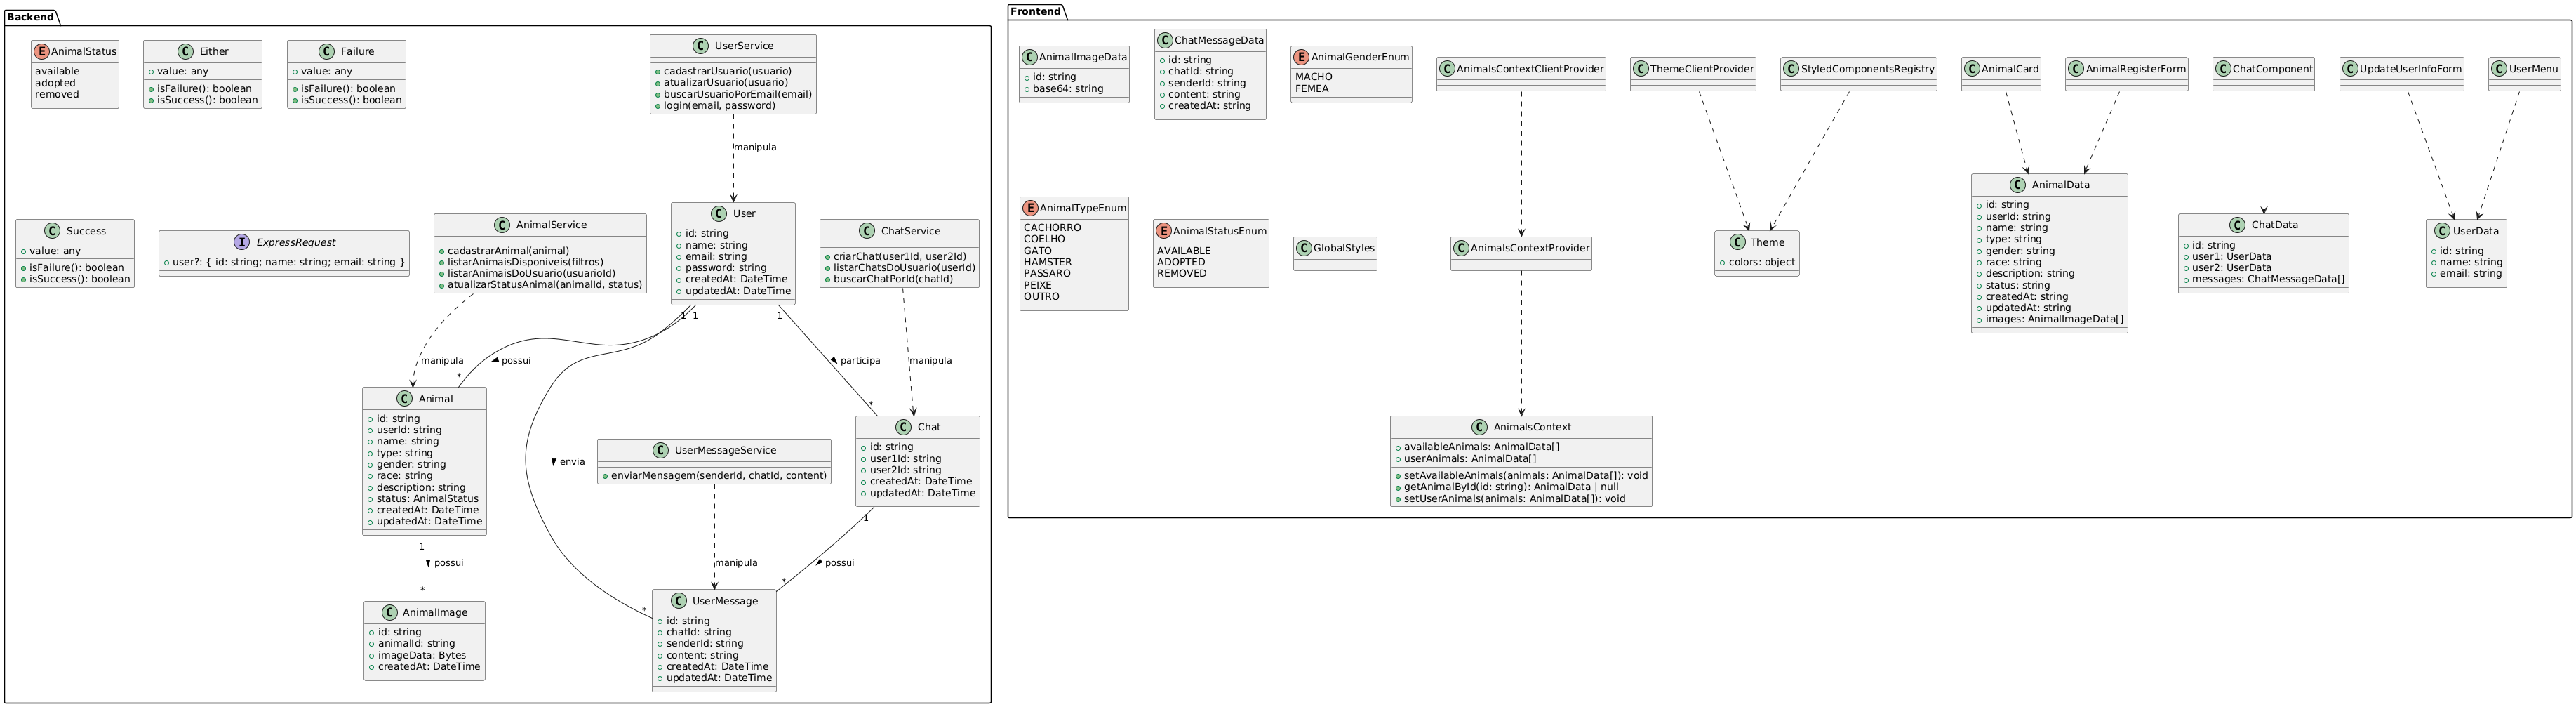 Backend
E AnimalStatus
available
adopted
removed
C Either
value: any
isFailure(): boolean
isSuccess(): boolean
C Failure
value: any
isFailure(): boolean
isSuccess(): boolean
C UserService
cadastrarUsuario(usuario)
atualizarUsuario(usuario)
buscarUsuarioPorEmail(email)
login(email, password)
manipula
C Success
value: any
isFailure(): boolean
isSuccess(): boolean
I ExpressRequest
user?: { id: string; name: string; email: string }
C AnimalService
cadastrarAnimal(animal)
listarAnimaisDisponiveis(filtros)
listarAnimaisDoUsuario(usuarioId)
atualizarStatusAnimal(animalId, status)
C User
id: string
name: string
email: string
password: string
createdAt: DateTime
updatedAt: DateTime
C ChatService
criarChat(user1Id, user2Id)
listarChatsDoUsuario(userId)
buscarChatPorId(chatId)
1
1
1
manipula
possui
participa
manipula
*
*
C Animal
id: string
userId: string
name: string
type: string
gender: string
race: string
description: string
status: AnimalStatus
createdAt: DateTime
updatedAt: DateTime
envia
C UserMessageService
enviarMensagem(senderId, chatId, content)
C Chat
id: string
user1Id: string
user2Id: string
createdAt: DateTime
updatedAt: DateTime
1
possui
*
manipula
1
possui
*
*
C AnimalImage
id: string
animalId: string
imageData: Bytes
createdAt: DateTime
C UserMessage
id: string
chatId: string
senderId: string
content: string
createdAt: DateTime
updatedAt: DateTime
Frontend
C AnimalImageData
id: string
base64: string
C ChatMessageData
id: string
chatId: string
senderId: string
content: string
createdAt: string
E AnimalGenderEnum
MACHO
FEMEA
C AnimalsContextClientProvider
C ThemeClientProvider
C StyledComponentsRegistry
C AnimalCard
C AnimalRegisterForm
C ChatComponent
C UpdateUserInfoForm
C UserMenu
E AnimalTypeEnum
CACHORRO
COELHO
GATO
HAMSTER
PASSARO
PEIXE
OUTRO
E AnimalStatusEnum
AVAILABLE
ADOPTED
REMOVED
C GlobalStyles
C AnimalsContextProvider
C Theme
colors: object
C AnimalData
id: string
userId: string
name: string
type: string
gender: string
race: string
description: string
status: string
createdAt: string
updatedAt: string
images: AnimalImageData[]
C ChatData
id: string
user1: UserData
user2: UserData
messages: ChatMessageData[]
C UserData
id: string
name: string
email: string
C AnimalsContext
availableAnimals: AnimalData[]
userAnimals: AnimalData[]
setAvailableAnimals(animals: AnimalData[]): void
getAnimalById(id: string): AnimalData | null
setUserAnimals(animals: AnimalData[]): void